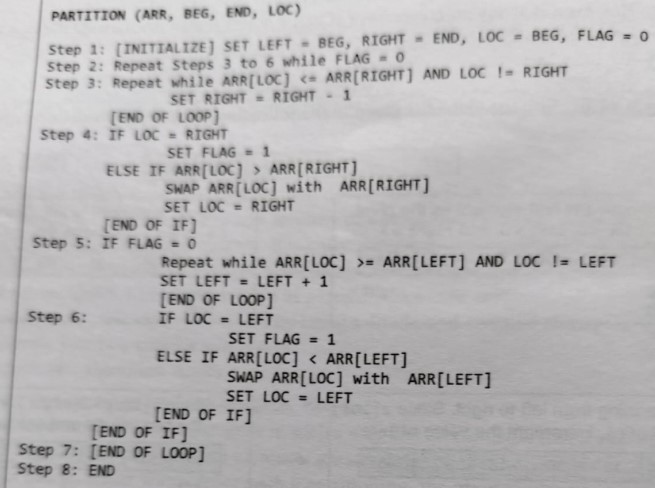 PARTITION (ARR, BEG, END, LOC)
Step 1: [INITIALIZE] SET LEFT = BEG, RIGHT = END, LOC = BEG, FLAG = 0
Step 2: Repeat Steps 3 to 6 while FLAG = 0
Step 3: Repeat while ARR[LOC] <= ARR[RIGHT] AND LOC != RIGHT
SET RIGHT = RIGHT - 1
[END OF LOOP]
Step 4: IF LOC = RIGHT
SET FLAG = 1
ELSE IF ARR[LOC] > ARR[RIGHT]
SWAP ARR[LOC] with ARR[RIGHT]
SET LOC = RIGHT
[END OF IF]
Step 5: IF FLAG = 0
Repeat while ARR[LOC] >= ARR[LEFT] AND LOC != LEFT
SET LEFT = LEFT + 1
[END OF LOOP]
Step 6: IF LOC = LEFT
SET FLAG = 1
ELSE IF ARR[LOC] < ARR[LEFT]
SWAP ARR[LOC] with ARR[LEFT]
SET LOC = LEFT
[END OF IF]
[END OF IF]
Step 7: [END OF LOOP]
Step 8: END